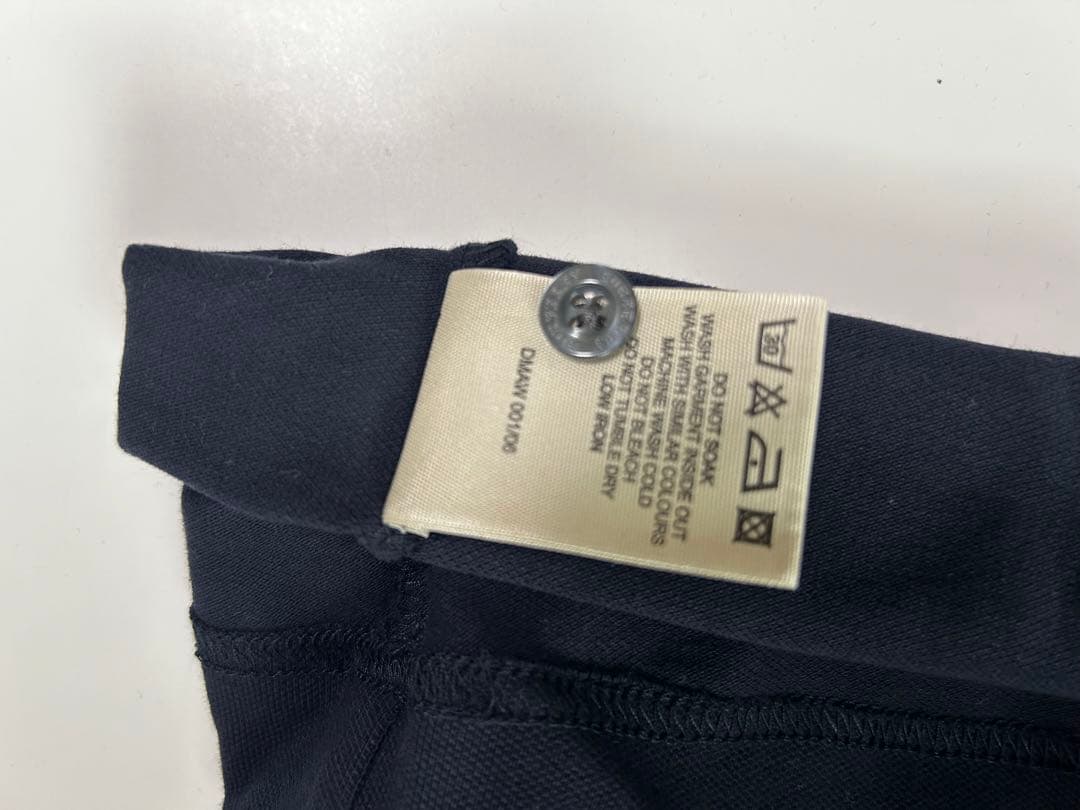 30
DO NOT SOAK
WASH GARMENT INSIDE OUT
WASH WITH SIMILAR COLOURS
MACHINE WASH COLD
DO NOT BLEACH
DO NOT TUMBLE DRY
LOW IRON
DMAW 001/06